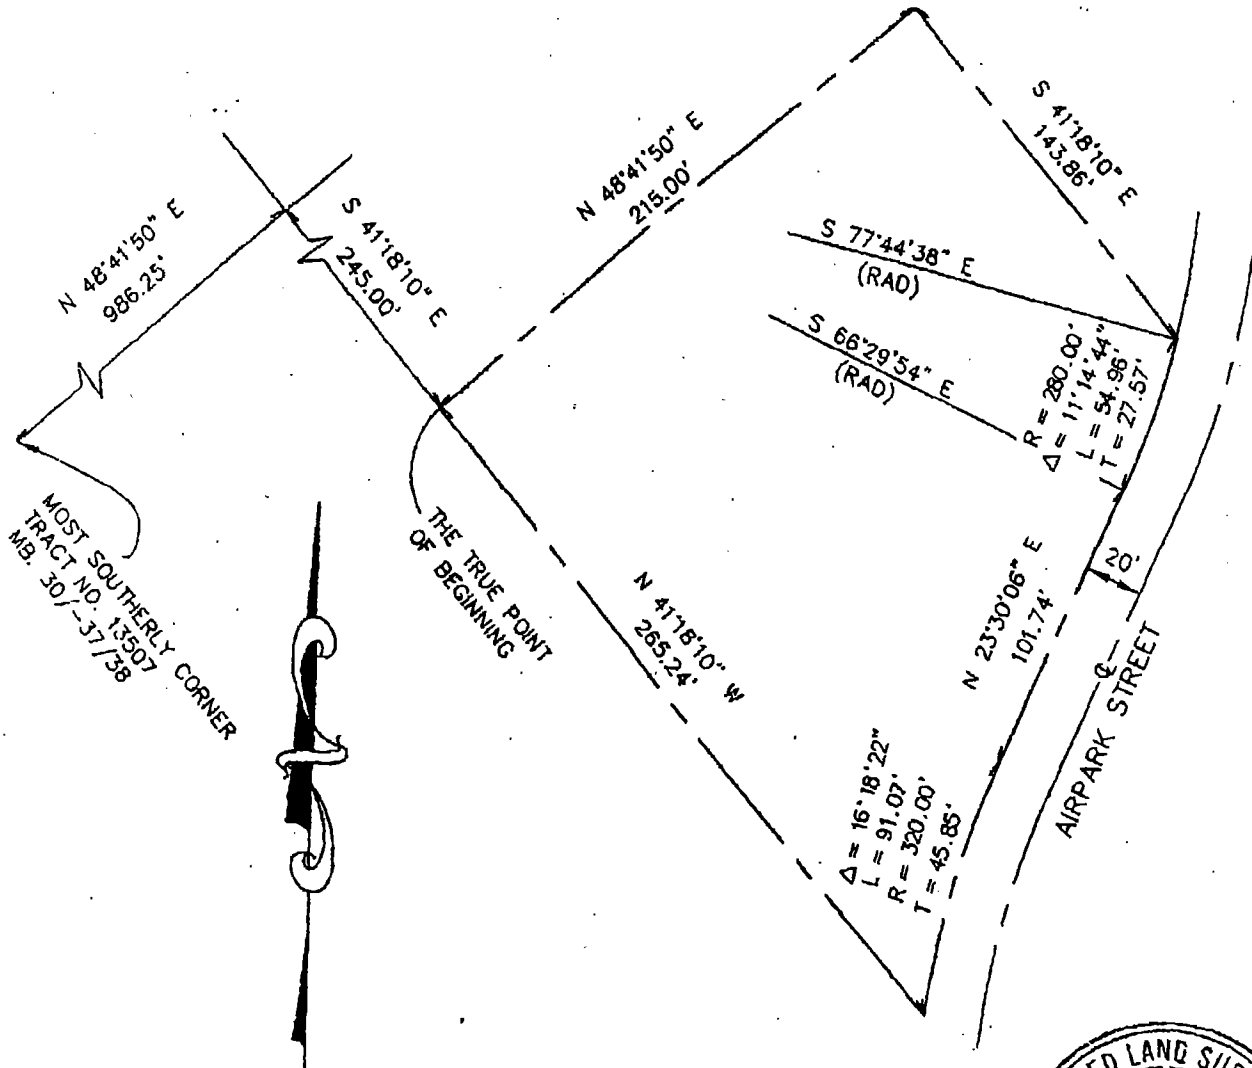 N 48°41'50" E
986.25'
S 41°18'10" E
245.00'
N 48°41'50" E
215.00'
S 41°18'10" E
143.86'
S 77°44'38" E
(RAD)
S 66°29'54" E
(RAD)
R = 280.00'
Δ = 11°14'44"
L = 54.96'
T = 27.57'
MOST SOUTHERLY CORNER
TRACT NO. 13507
MB. 30/-37/38
THE TRUE POINT
OF BEGINNING
N 41°18'10" W
265.24'
N 23°30'06" E
101.74'
20'
℄
AIRPARK STREET
Δ = 16°18'22"
L = 91.07'
R = 320.00'
T = 45.85'
LAND